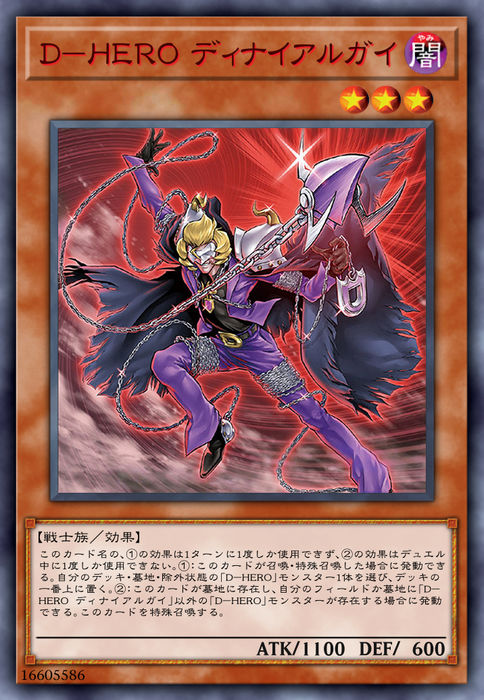 D-HERO ディナイアルガイ
やみ
闇
【戦士族/効果】
このカード名の、①の効果は1ターンに1度しか使用できず、②の効果はデュエル
中に1度しか使用できない。①:このカードが召喚・特殊召喚した場合に発動でき
る。自分のデッキ・墓地・除外状態の「D-HERO」モンスター1体を選び、デッキの
一番上に置く。②:このカードが墓地に存在し、自分のフィールドか墓地に「D-
HERO ディナイアルガイ」以外の「D-HERO」モンスターが存在する場合に発動
できる。このカードを特殊召喚する。
ATK/1100 DEF/ 600
16605586